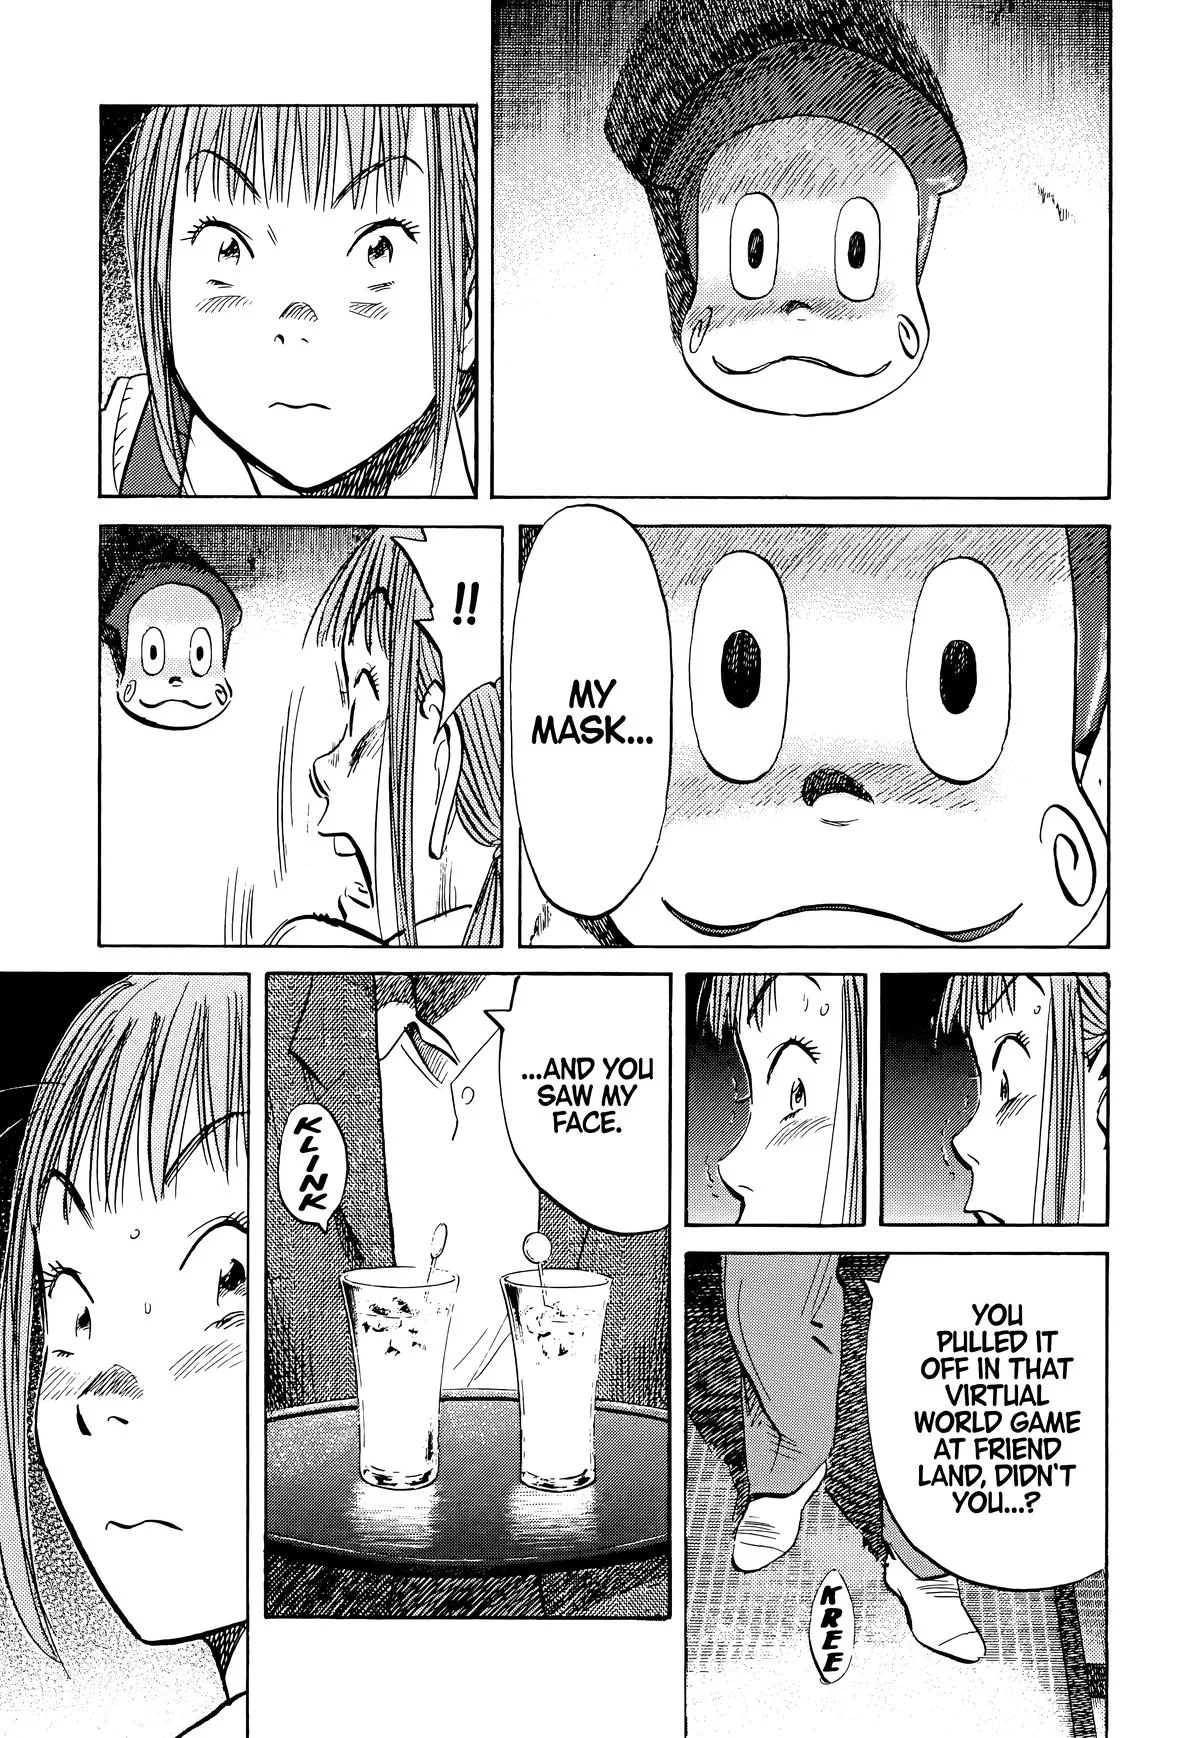 MY
MASK...
!!
YOU
PULLED IT
OFF IN THAT
VIRTUAL
WORLD GAME
AT FRIEND
LAND, DIDN'T
YOU...?
KREE
...AND YOU
SAW MY
FACE.
KLINK